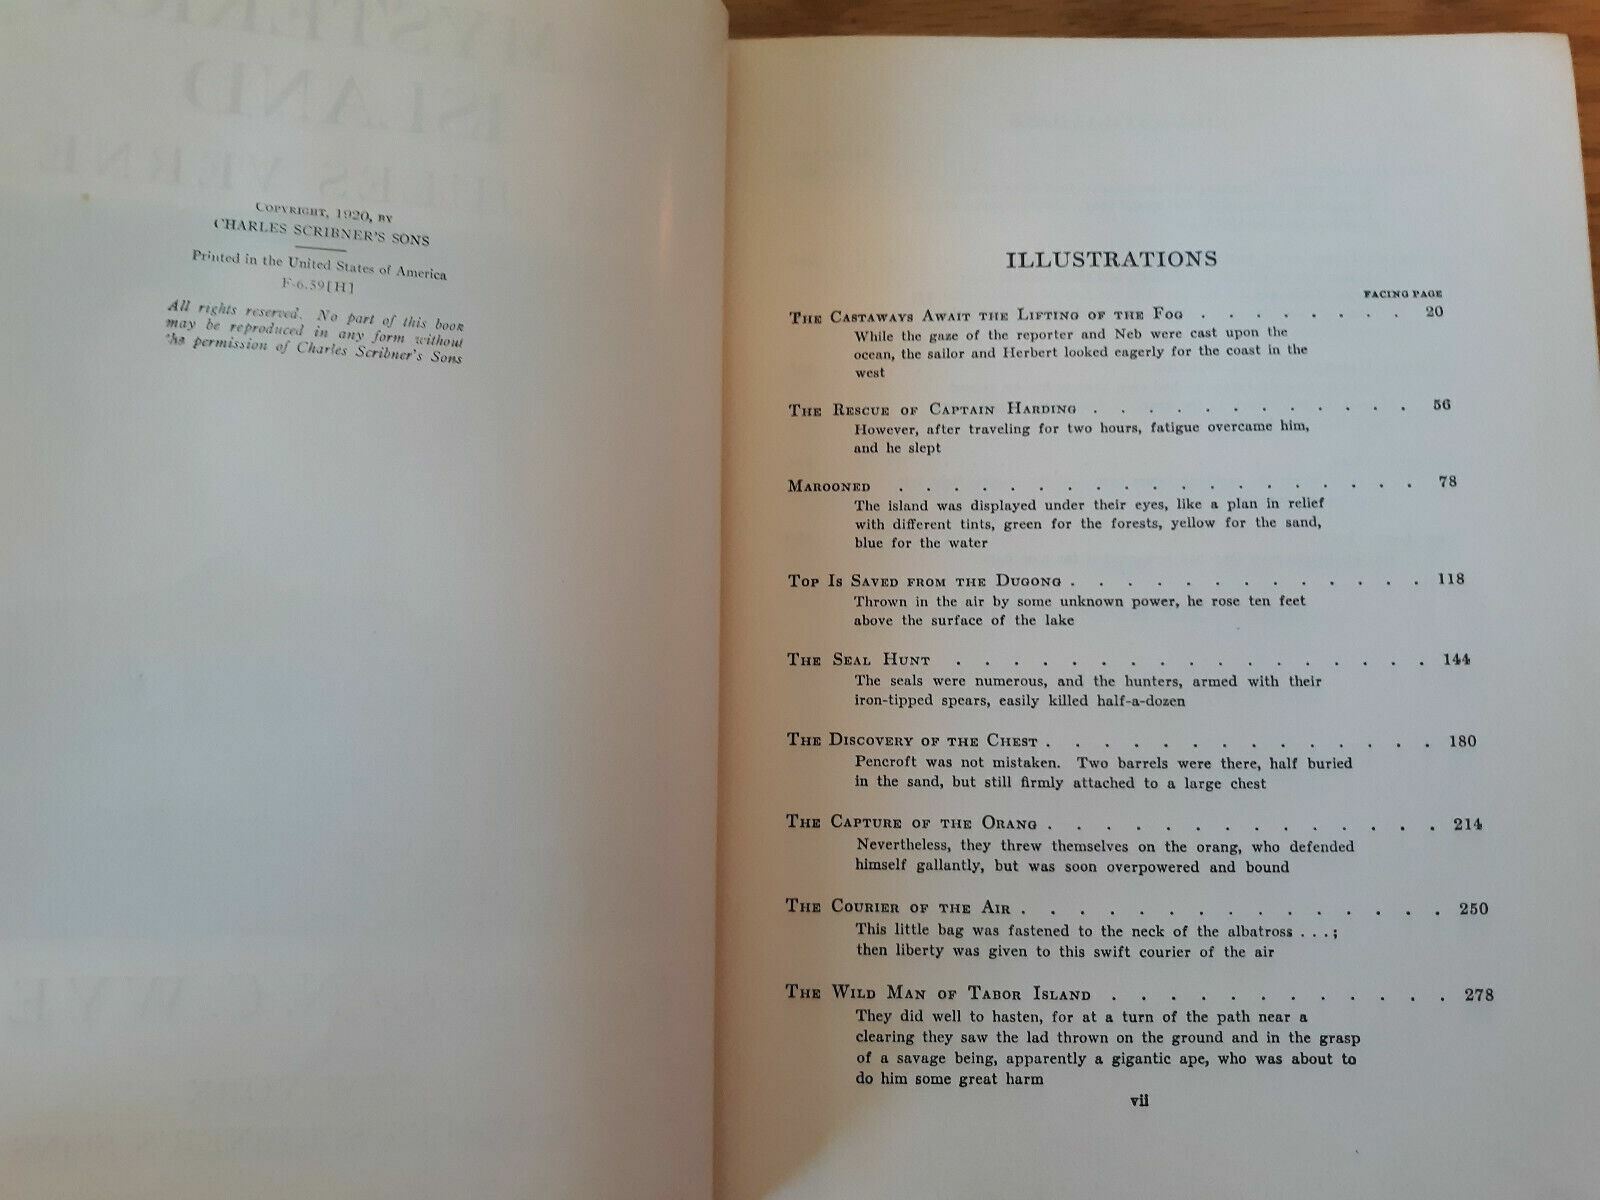 COPYRIGHT, 1920, BY
CHARLES SCRIBNER'S SONS
Printed in the United States of America
F-6.59[H]
All rights reserved. No part of this book
may be reproduced in any form without
the permission of Charles Scribner's Sons
ILLUSTRATIONS
FACING PAGE
THE CASTAWAYS AWAIT THE LIFTING OF THE FOG . . . . . . . . 20
While the gaze of the reporter and Neb were cast upon the
ocean, the sailor and Herbert looked eagerly for the coast in the
west
THE RESCUE OF CAPTAIN HARDING . . . . . . . . . . . . 56
However, after traveling for two hours, fatigue overcame him,
and he slept
MAROONED . . . . . . . . . . . . . . . . . . . 78
The island was displayed under their eyes, like a plan in relief
with different tints, green for the forests, yellow for the sand,
blue for the water
TOP IS SAVED FROM THE DUGONG . . . . . . . . . . . . . 118
Thrown in the air by some unknown power, he rose ten feet
above the surface of the lake
THE SEAL HUNT . . . . . . . . . . . . . . . . . 144
The seals were numerous, and the hunters, armed with their
iron-tipped spears, easily killed half-a-dozen
THE DISCOVERY OF THE CHEST . . . . . . . . . . . . . . 180
Pencroft was not mistaken. Two barrels were there, half buried
in the sand, but still firmly attached to a large chest
THE CAPTURE OF THE ORANG . . . . . . . . . . . . . . 214
Nevertheless, they threw themselves on the orang, who defended
himself gallantly, but was soon overpowered and bound
THE COURIER OF THE AIR . . . . . . . . . . . . . . . 250
This little bag was fastened to the neck of the albatross . . .;
then liberty was given to this swift courier of the air
THE WILD MAN OF TABOR ISLAND . . . . . . . . . . . . 278
They did well to hasten, for at a turn of the path near a
clearing they saw the lad thrown on the ground and in the grasp
of a savage being, apparently a gigantic ape, who was about to
do him some great harm
vii